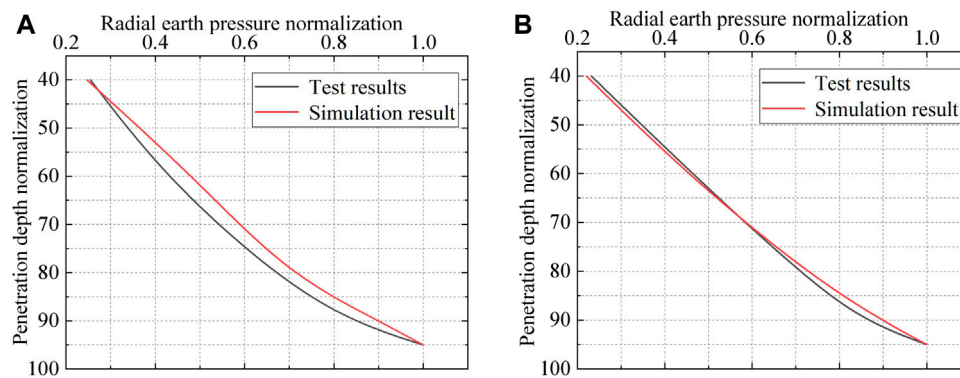 A
Radial earth pressure normalization
0.2 0.4 0.6 0.8 1.0
Penetration depth normalization
40
50
60
70
80
90
100
Test results
Simulation result
B
Radial earth pressure normalization
0.2 0.4 0.6 0.8 1.0
Penetration depth normalization
40
50
60
70
80
90
100
Test results
Simulation result